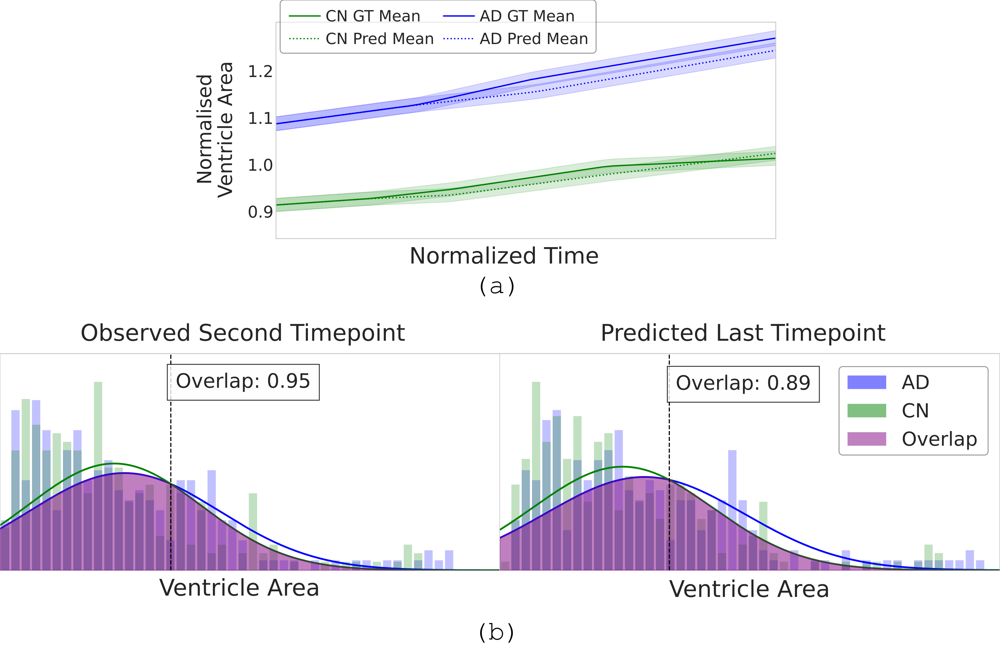 CN GT Mean
AD GT Mean
CN Pred Mean
AD Pred Mean
Normalised
Ventricle Area
1.2
1.1
1.0
0.9
Normalized Time
(a)
Observed Second Timepoint
Predicted Last Timepoint
Overlap: 0.95
Overlap: 0.89
AD
CN
Overlap
Ventricle Area
Ventricle Area
(b)